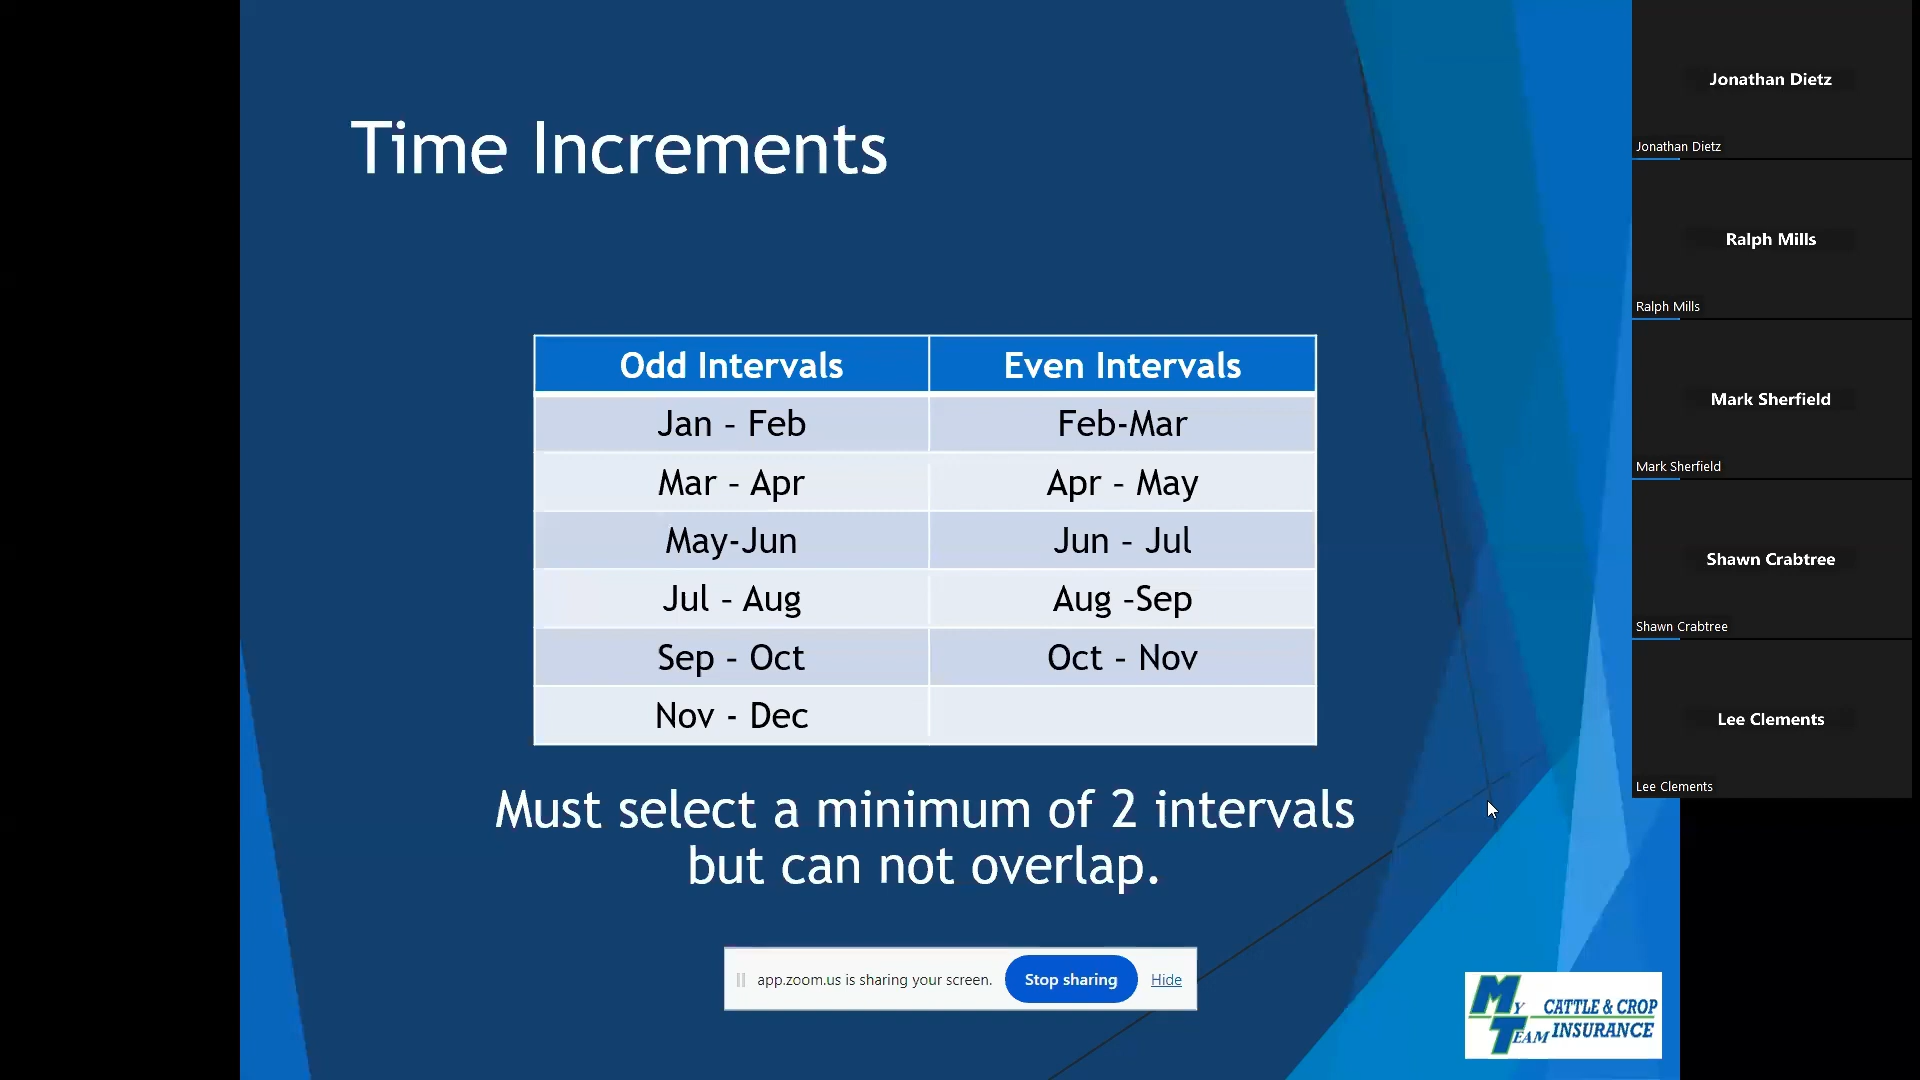 Time Increments
Odd Intervals Even Intervals
Jan – Feb Feb-Mar
Mar – Apr Apr – May
May-Jun Jun – Jul
Jul – Aug Aug –Sep
Sep – Oct Oct – Nov
Nov - Dec
Must select a minimum of 2 intervals
but can not overlap.
app.zoom.us is sharing your screen. Stop sharing Hide
MY TEAM CATTLE & CROP
INSURANCE
Jonathan Dietz
Jonathan Dietz
Ralph Mills
Ralph Mills
Mark Sherfield
Mark Sherfield
Shawn Crabtree
Shawn Crabtree
Lee Clements
Lee Clements